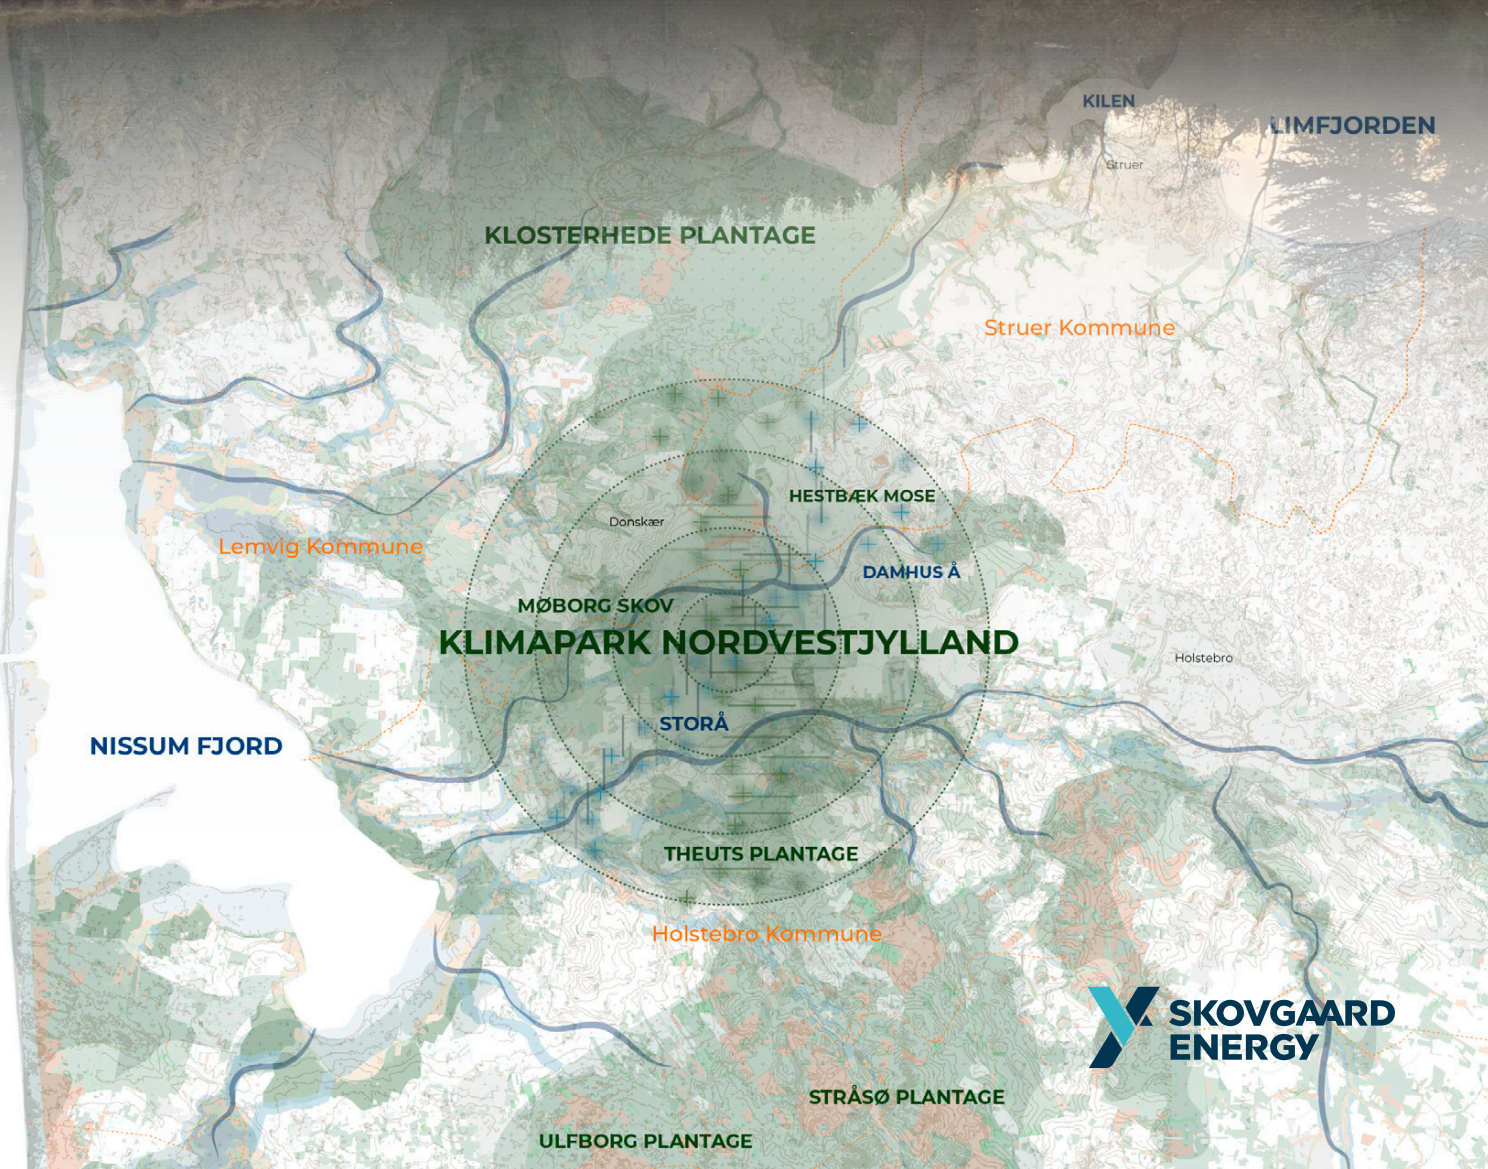 KILEN
LIMFJORDEN
Struer
KLOSTERHEDE PLANTAGE
Struer Kommune
HESTBÆK MOSE
Donskær
Lemvig Kommune
DAMHUS Å
MØBORG SKOV
KLIMAPARK NORDVESTJYLLAND
Holstebro
STORÅ
NISSUM FJORD
THEUTS PLANTAGE
Holstebro Kommune
SKOVGAARD
ENERGY
STRÅSØ PLANTAGE
ULFBORG PLANTAGE